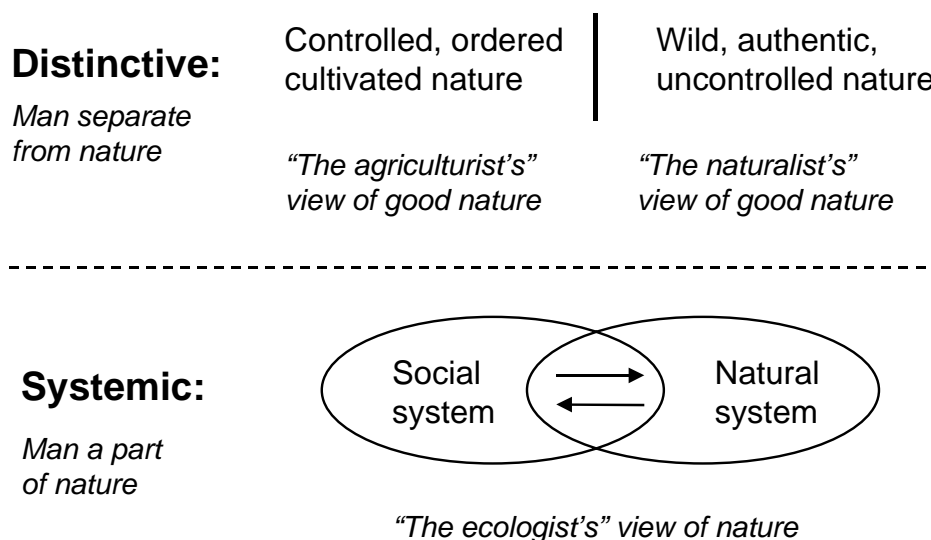 Distinctive:
Man separate
from nature
Controlled, ordered
cultivated nature
Wild, authentic,
uncontrolled nature
“The agriculturist’s”
view of good nature
“The naturalist’s”
view of good nature
Systemic:
Man a part
of nature
Social
system
Natural
system
“The ecologist’s” view of nature